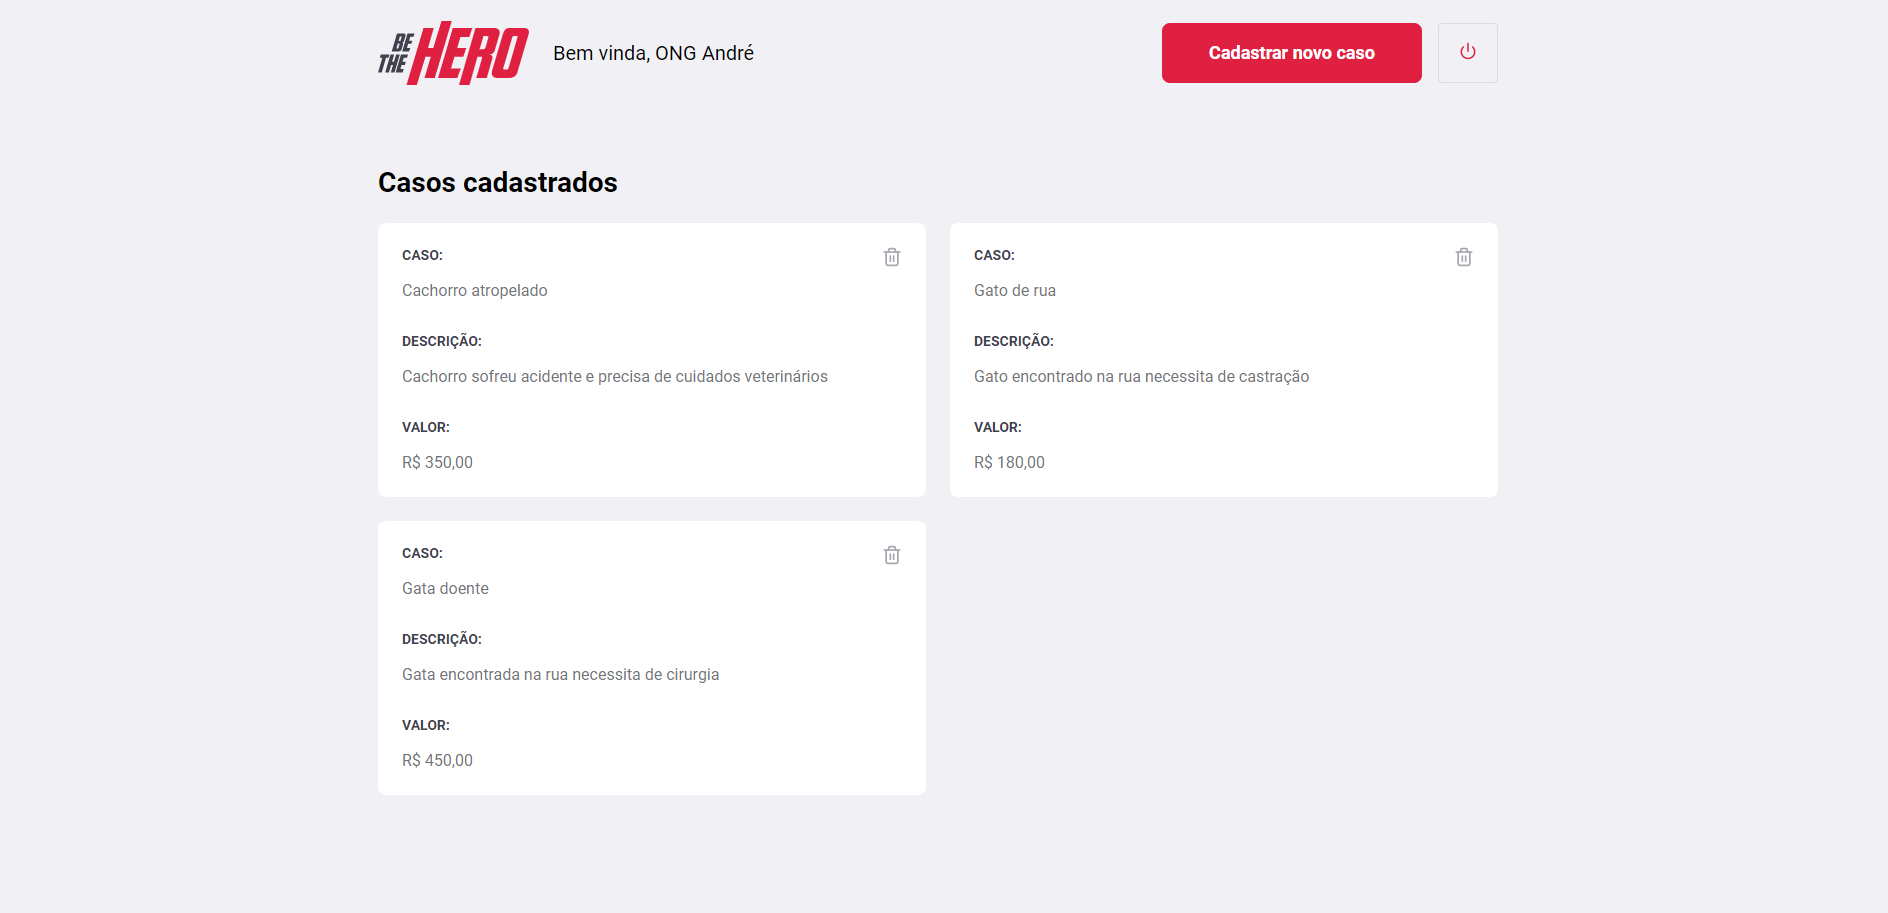 BE THE HERO
Bem vinda, ONG André
Cadastrar novo caso
Casos cadastrados
CASO:
Cachorro atropelado
DESCRIÇÃO:
Cachorro sofreu acidente e precisa de cuidados veterinários
VALOR:
R$ 350,00
CASO:
Gato de rua
DESCRIÇÃO:
Gato encontrado na rua necessita de castração
VALOR:
R$ 180,00
CASO:
Gata doente
DESCRIÇÃO:
Gata encontrada na rua necessita de cirurgia
VALOR:
R$ 450,00